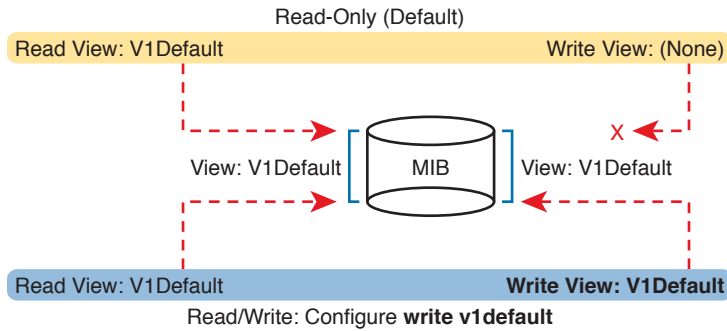 Read-Only (Default)
Read View: V1Default Write View: (None)
X
View: V1Default MIB View: V1Default
Read View: V1Default Write View: V1Default
Read/Write: Configure write v1default